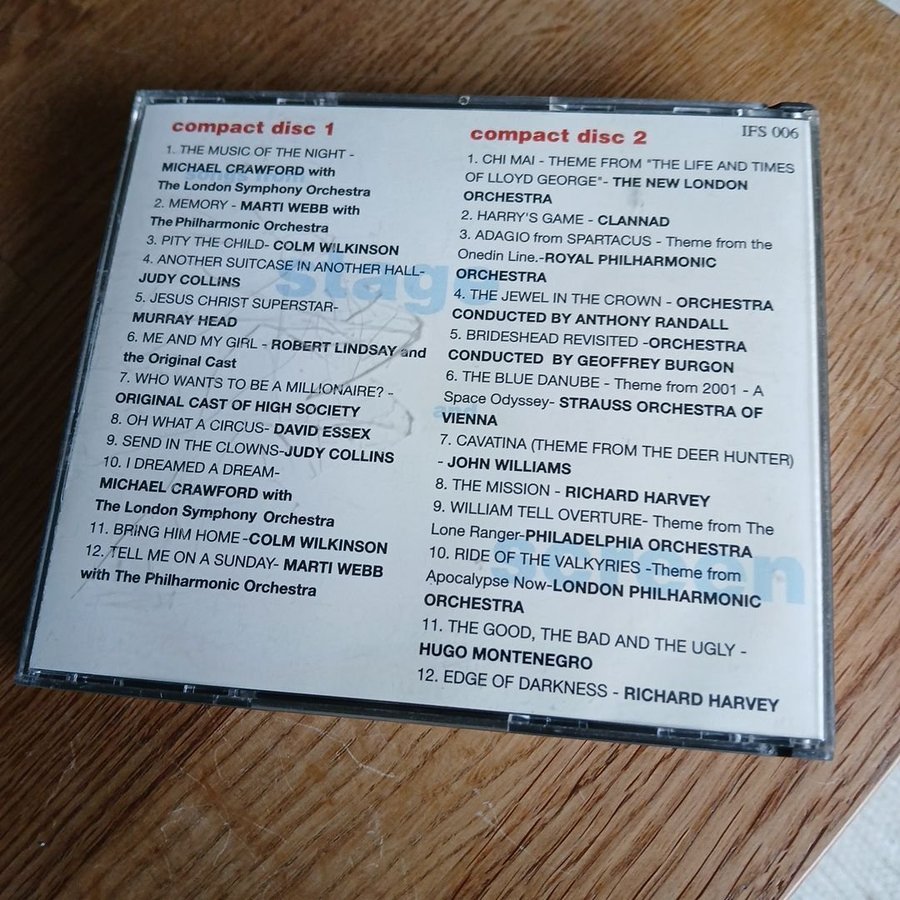 compact disc 1
1. THE MUSIC OF THE NIGHT -
MICHAEL CRAWFORD with
The London Symphony Orchestra
2. MEMORY - MARTI WEBB with
The Philharmonic Orchestra
3. PITY THE CHILD- COLM WILKINSON
4. ANOTHER SUITCASE IN ANOTHER HALL-
JUDY COLLINS
5. JESUS CHRIST SUPERSTAR-
MURRAY HEAD
6. ME AND MY GIRL - ROBERT LINDSAY and
the Original Cast
7. WHO WANTS TO BE A MILLIONAIRE? -
ORIGINAL CAST OF HIGH SOCIETY
8. OH WHAT A CIRCUS- DAVID ESSEX
9. SEND IN THE CLOWNS-JUDY COLLINS
10. I DREAMED A DREAM-
MICHAEL CRAWFORD with
The London Symphony Orchestra
11. BRING HIM HOME -COLM WILKINSON
12. TELL ME ON A SUNDAY- MARTI WEBB
with The Philharmonic Orchestra
compact disc 2
IFS 006
1. CHI MAI - THEME FROM "THE LIFE AND TIMES
OF LLOYD GEORGE"- THE NEW LONDON
ORCHESTRA
2. HARRY'S GAME - CLANNAD
3. ADAGIO from SPARTACUS - Theme from the
Onedin Line.-ROYAL PHILHARMONIC
ORCHESTRA
4. THE JEWEL IN THE CROWN - ORCHESTRA
CONDUCTED BY ANTHONY RANDALL
5. BRIDESHEAD REVISITED -ORCHESTRA
CONDUCTED BY GEOFFREY BURGON
6. THE BLUE DANUBE - Theme from 2001 - A
Space Odyssey- STRAUSS ORCHESTRA OF
VIENNA
7. CAVATINA (THEME FROM THE DEER HUNTER)
- JOHN WILLIAMS
8. THE MISSION - RICHARD HARVEY
9. WILLIAM TELL OVERTURE- Theme from The
Lone Ranger-PHILADELPHIA ORCHESTRA
10. RIDE OF THE VALKYRIES -Theme from
Apocalypse Now-LONDON PHILHARMONIC
ORCHESTRA
11. THE GOOD, THE BAD AND THE UGLY -
HUGO MONTENEGRO
12. EDGE OF DARKNESS - RICHARD HARVEY
songs from
stage
and
screen